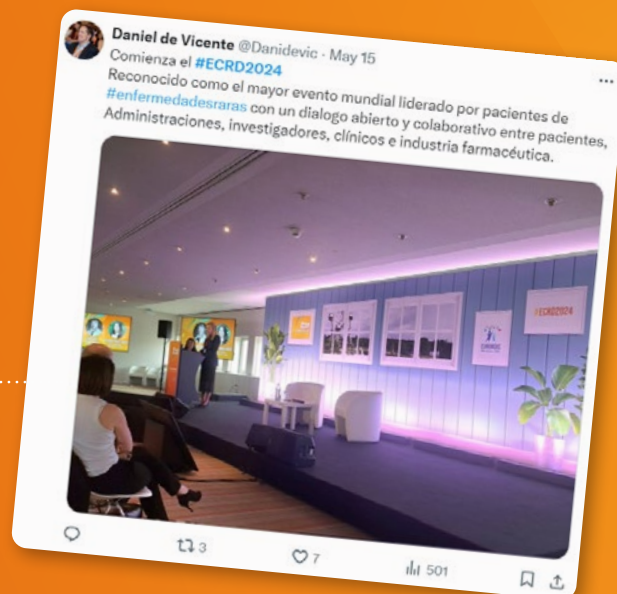 Daniel de Vicente @Danidevic · May 15
Comienza el #ECRD2024
Reconocido como el mayor evento mundial liderado por pacientes de
#enfermedadesraras con un dialogo abierto y colaborativo entre pacientes,
Administraciones, investigadores, clínicos e industria farmacéutica.
#ECRD2024
3
7
501